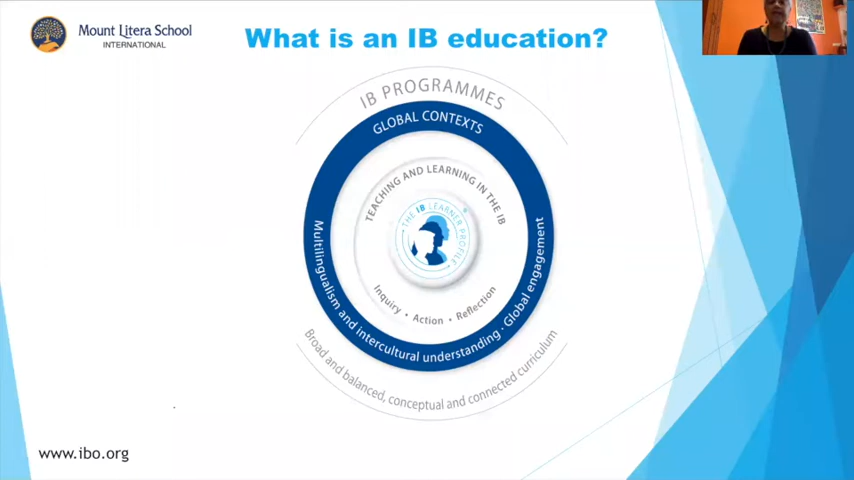 Mount Litera School
INTERNATIONAL
What is an IB education?
IB PROGRAMMES
GLOBAL CONTEXTS
TEACHING AND LEARNING IN THE IB
THE IB LEARNER PROFILE
Inquiry • Action • Reflection
Multilingualism and intercultural understanding · Global engagement
Broad and balanced, conceptual and connected curriculum
www.ibo.org